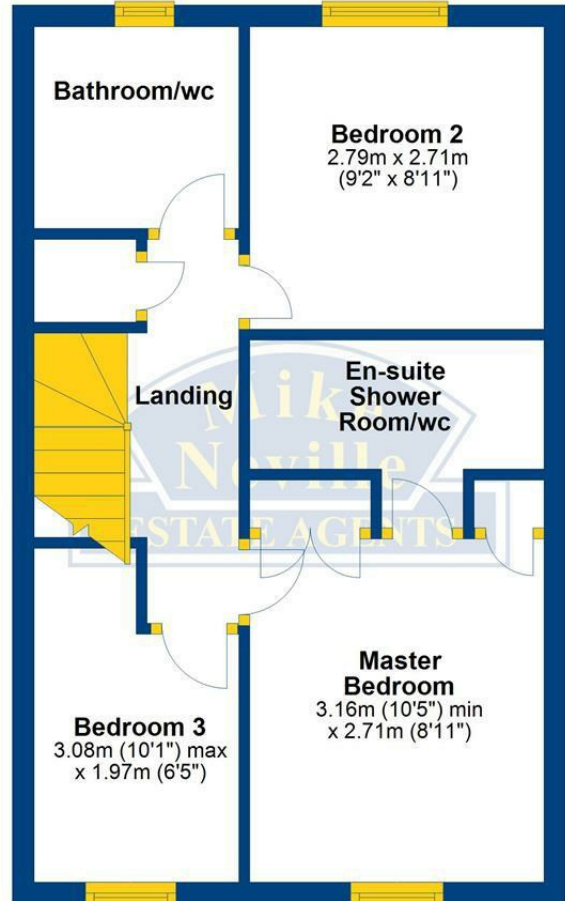 Bathroom/wc
Bedroom 2
2.79m x 2.71m
(9'2" x 8'11")
Landing
En-suite
Shower
Room/wc
Mike
Neville
ESTATE AGENTS
Master
Bedroom
3.16m (10'5") min
x 2.71m (8'11")
Bedroom 3
3.08m (10'1") max
x 1.97m (6'5")